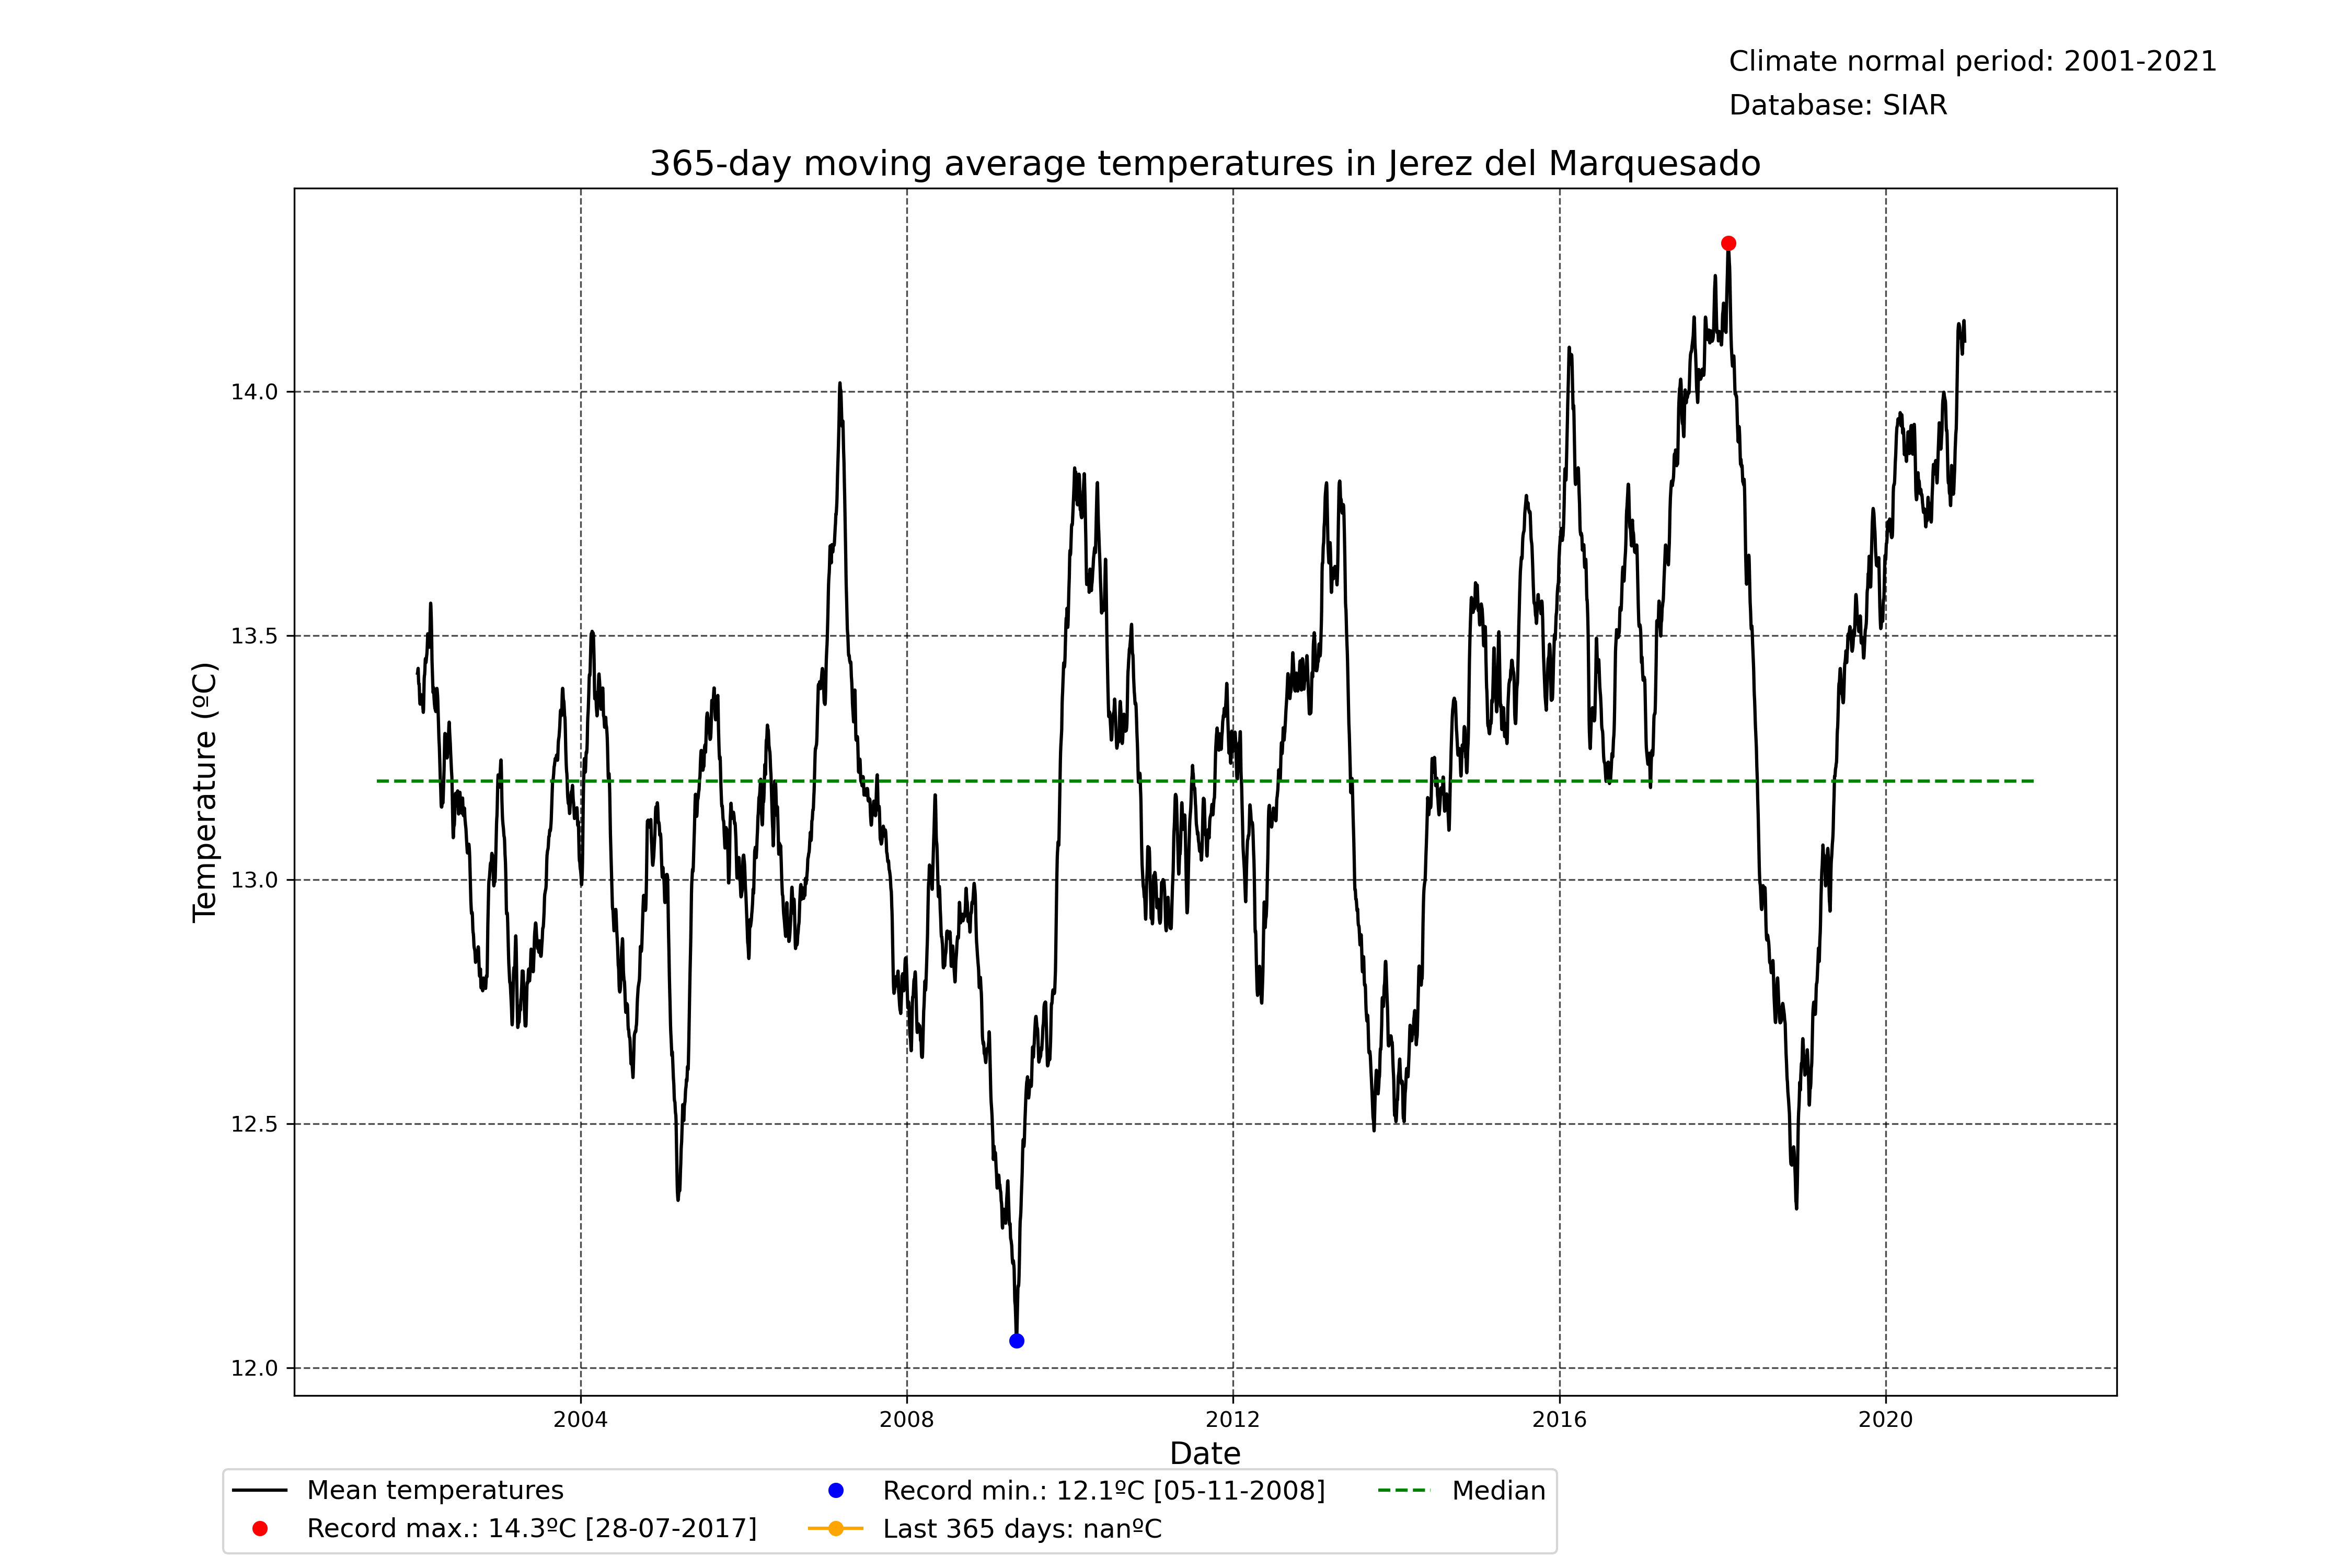 Climate normal period: 2001-2021
Database: SIAR
365-day moving average temperatures in Jerez del Marquesado
Temperature (ºC)
14.0
13.5
13.0
12.5
12.0
2004 2008 2012 2016 2020
Date
Mean temperatures
Record max.: 14.3ºC [28-07-2017]
Record min.: 12.1ºC [05-11-2008]
Last 365 days: nanºC
Median